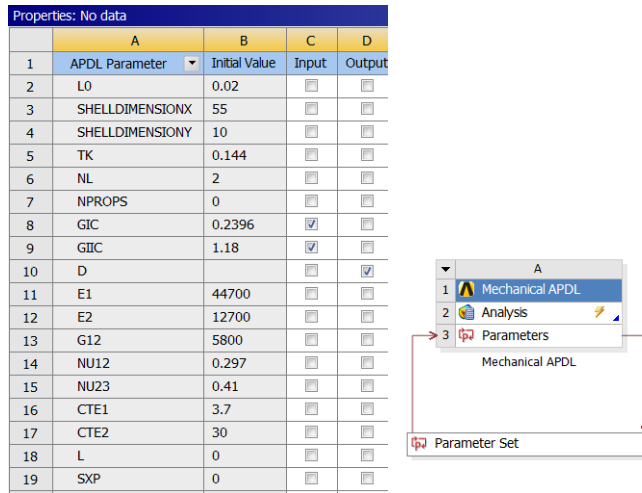 Properties: No data
A B C D
1 APDL Parameter Initial Value Input Output
2 L0 0.02
3 SHELLDIMENSIONX 55
4 SHELLDIMENSIONY 10
5 TK 0.144
6 NL 2
7 NPROPS 0
8 GIC 0.2396
9 GIIC 1.18
10 D
11 E1 44700
12 E2 12700
13 G12 5800
14 NU12 0.297
15 NU23 0.41
16 CTE1 3.7
17 CTE2 30
18 L 0
19 SXP 0
A
1 Mechanical APDL
2 Analysis
3 Parameters
Mechanical APDL
Parameter Set